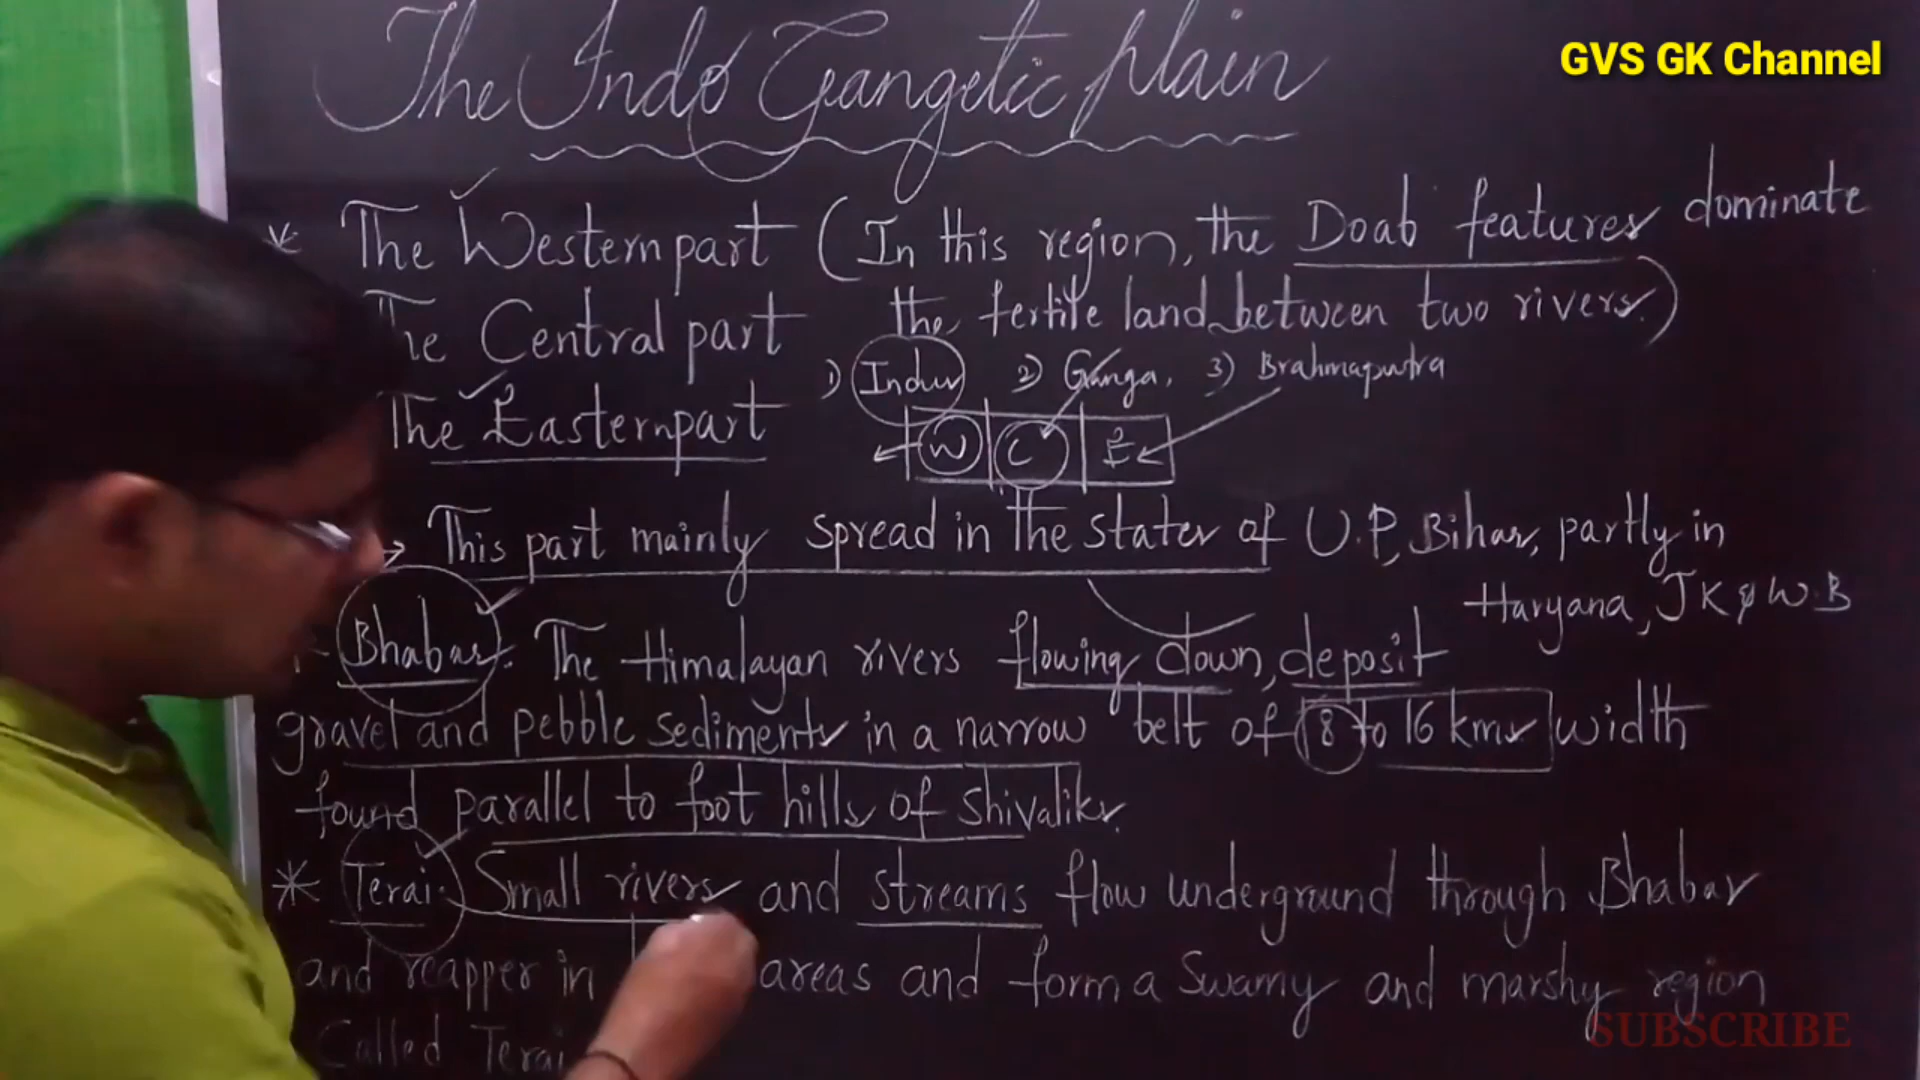 The Indo Gangetic plain
GVS GK Channel
* The Western part (In this region, the Doab features dominate
The Central part the fertile land between two rivers.)
1) Indus 2) Ganga, 3) Brahmaputra
The Eastern part
W C E
→ This part mainly spread in the states of U.P, Bihar, partly in
Haryana, JK & W.B
Bhabar. The Himalayan rivers flowing down, deposit
gravel and pebble sediments in a narrow belt of 8 to 16 kms width
found parallel to foot hills of Shivaliks.
* Terai. Small rivers and streams flow underground through Bhabar
and reapper in areas and form a Swamy and marshy region
Called Terai
SUBSCRIBE